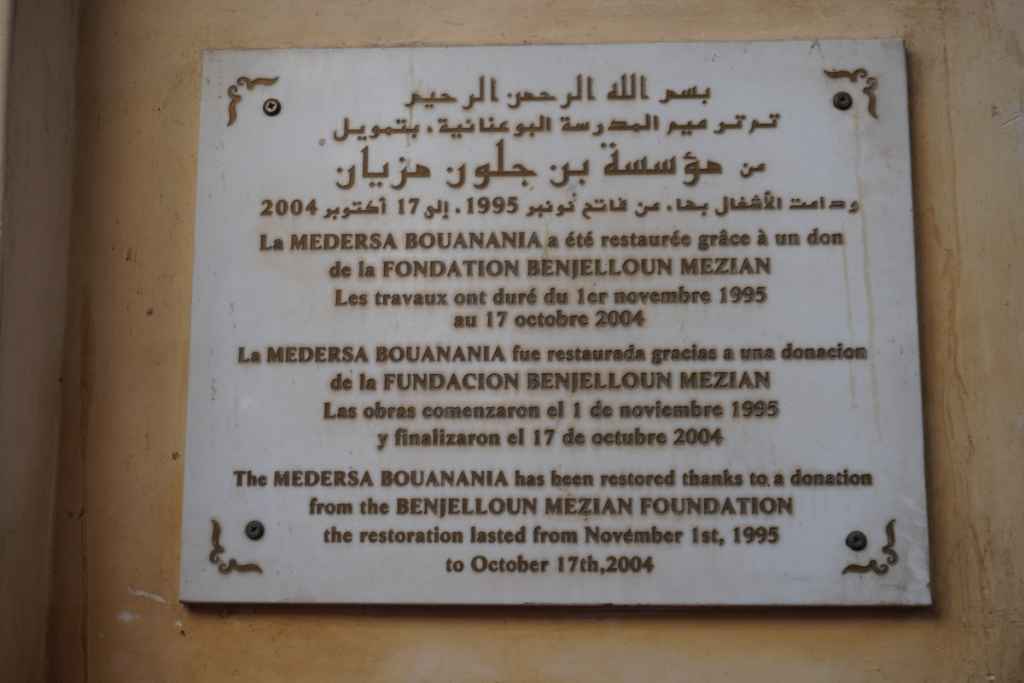 بسم الله الرحمن الرحيم
تم ترميم المدرسة البوعنانية، بتمويل
من مؤسسة بن جلون مزيان
ودامت الأشغال بها، من فاتح نونبر 1995، إلى 17 أكتوبر 2004
La MEDERSA BOUANANIA a été restaurée grâce à un don
de la FONDATION BENJELLOUN MEZIAN
Les travaux ont duré du 1er novembre 1995
au 17 octobre 2004
La MEDERSA BOUANANIA fue restaurada gracias a una donacion
de la FUNDACION BENJELLOUN MEZIAN
Las obras comenzaron el 1 de noviembre 1995
y finalizaron el 17 de octubre 2004
The MEDERSA BOUANANIA has been restored thanks to a donation
from the BENJELLOUN MEZIAN FOUNDATION
the restoration lasted from November 1st, 1995
to October 17th,2004